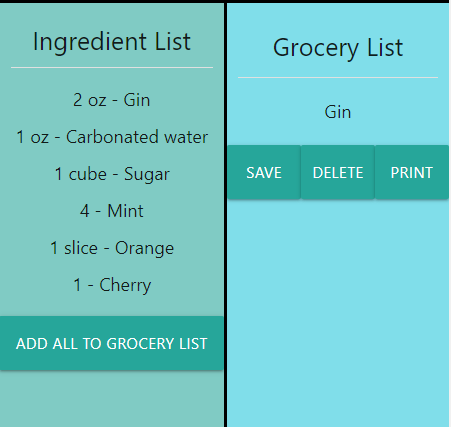 Ingredient List
2 oz - Gin
1 oz - Carbonated water
1 cube - Sugar
4 - Mint
1 slice - Orange
1 - Cherry
ADD ALL TO GROCERY LIST
Grocery List
Gin
SAVE DELETE PRINT